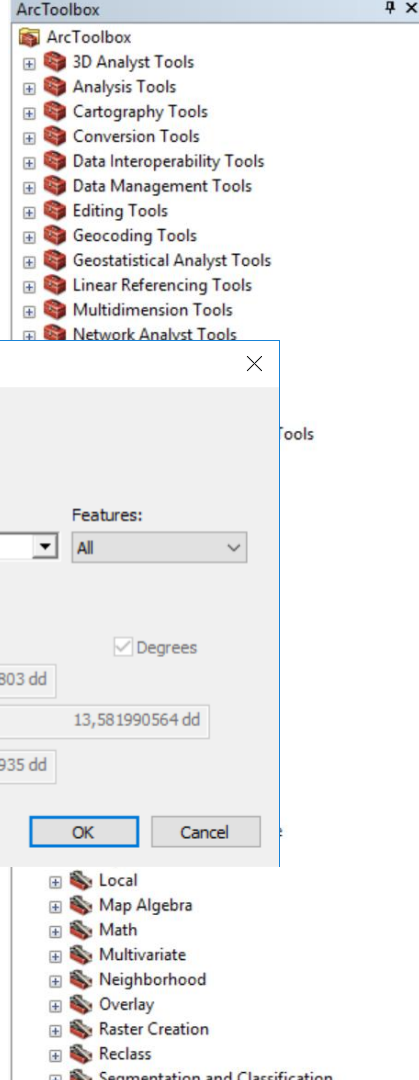 ArcToolbox
ArcToolbox
3D Analyst Tools
Analysis Tools
Cartography Tools
Conversion Tools
Data Interoperability Tools
Data Management Tools
Editing Tools
Geocoding Tools
Geostatistical Analyst Tools
Linear Referencing Tools
Multidimension Tools
Network Analyst Tools
Tools
Features:
All
Degrees
803 dd
13,581990564 dd
935 dd
OK
Cancel
Local
Map Algebra
Math
Multivariate
Neighborhood
Overlay
Raster Creation
Reclass
Segmentation and Classification